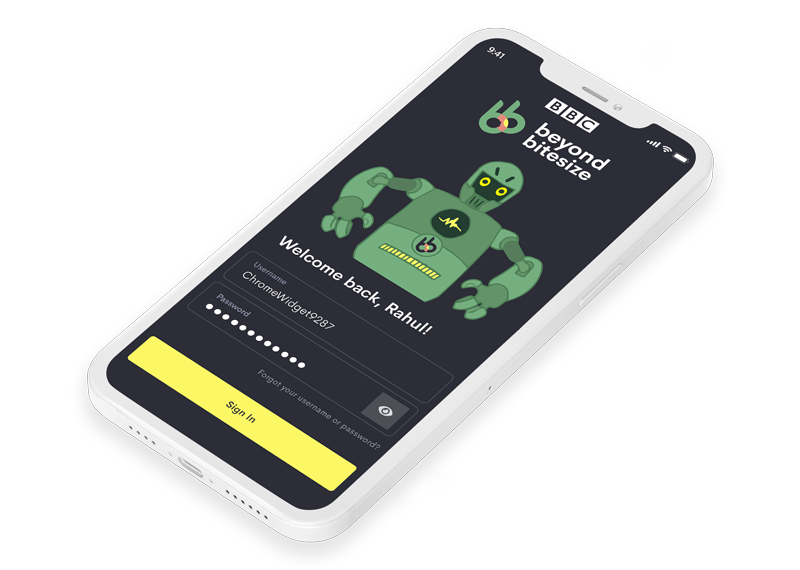 9:41
BBC
beyond
bitesize
Welcome back, Rahul!
Username
ChromeWidget9287
Password
Forgot your username or password?
Sign In